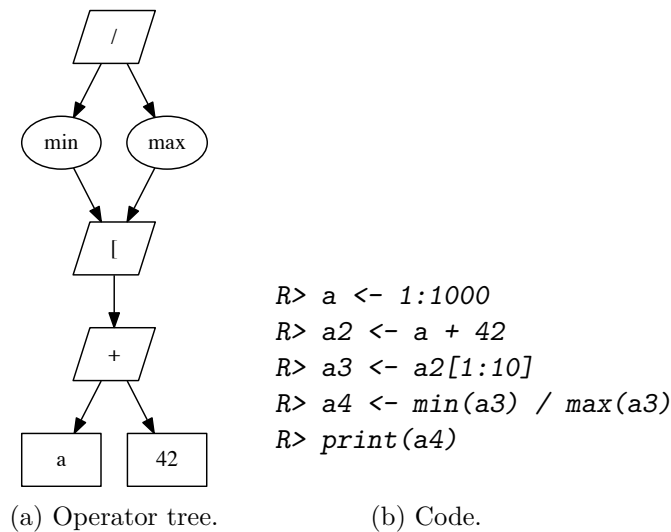 /
min max
[
+
a 42
(a) Operator tree.
R> a <- 1:1000
R> a2 <- a + 42
R> a3 <- a2[1:10]
R> a4 <- min(a3) / max(a3)
R> print(a4)
(b) Code.